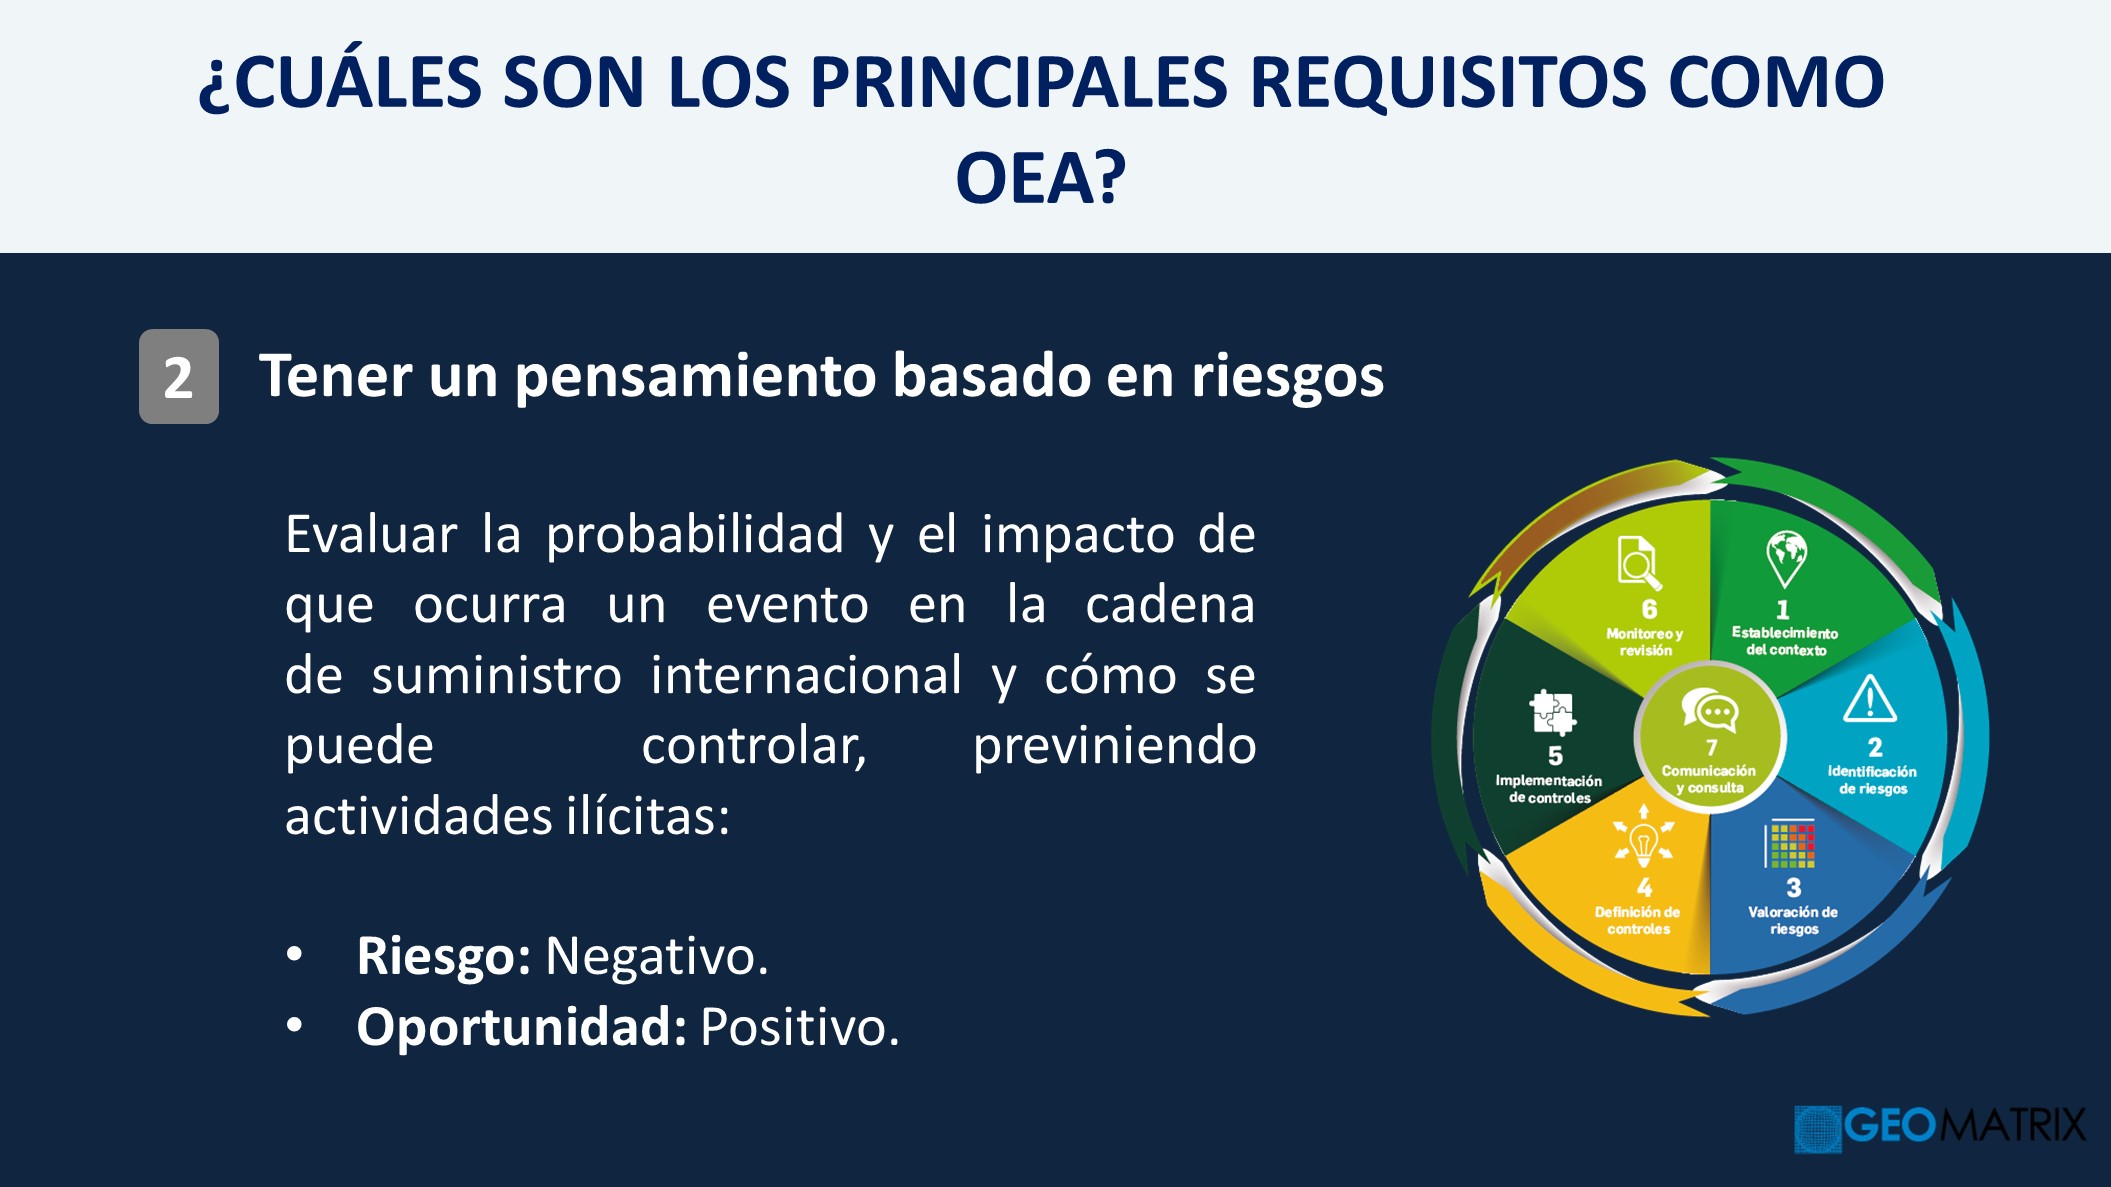 ¿CUÁLES SON LOS PRINCIPALES REQUISITOS COMO
OEA?
2
Tener un pensamiento basado en riesgos
Evaluar la probabilidad y el impacto de
que ocurra un evento en la cadena
de suministro internacional y cómo se
puede controlar, previniendo
actividades ilícitas:
• Riesgo: Negativo.
• Oportunidad: Positivo.
1
Establecimiento
del contexto
2
Identificación
de riesgos
3
Valoración de
riesgos
4
Definición de
controles
5
Implementación
de controles
6
Monitoreo y
revisión
7
Comunicación
y consulta
GEOMATRIX